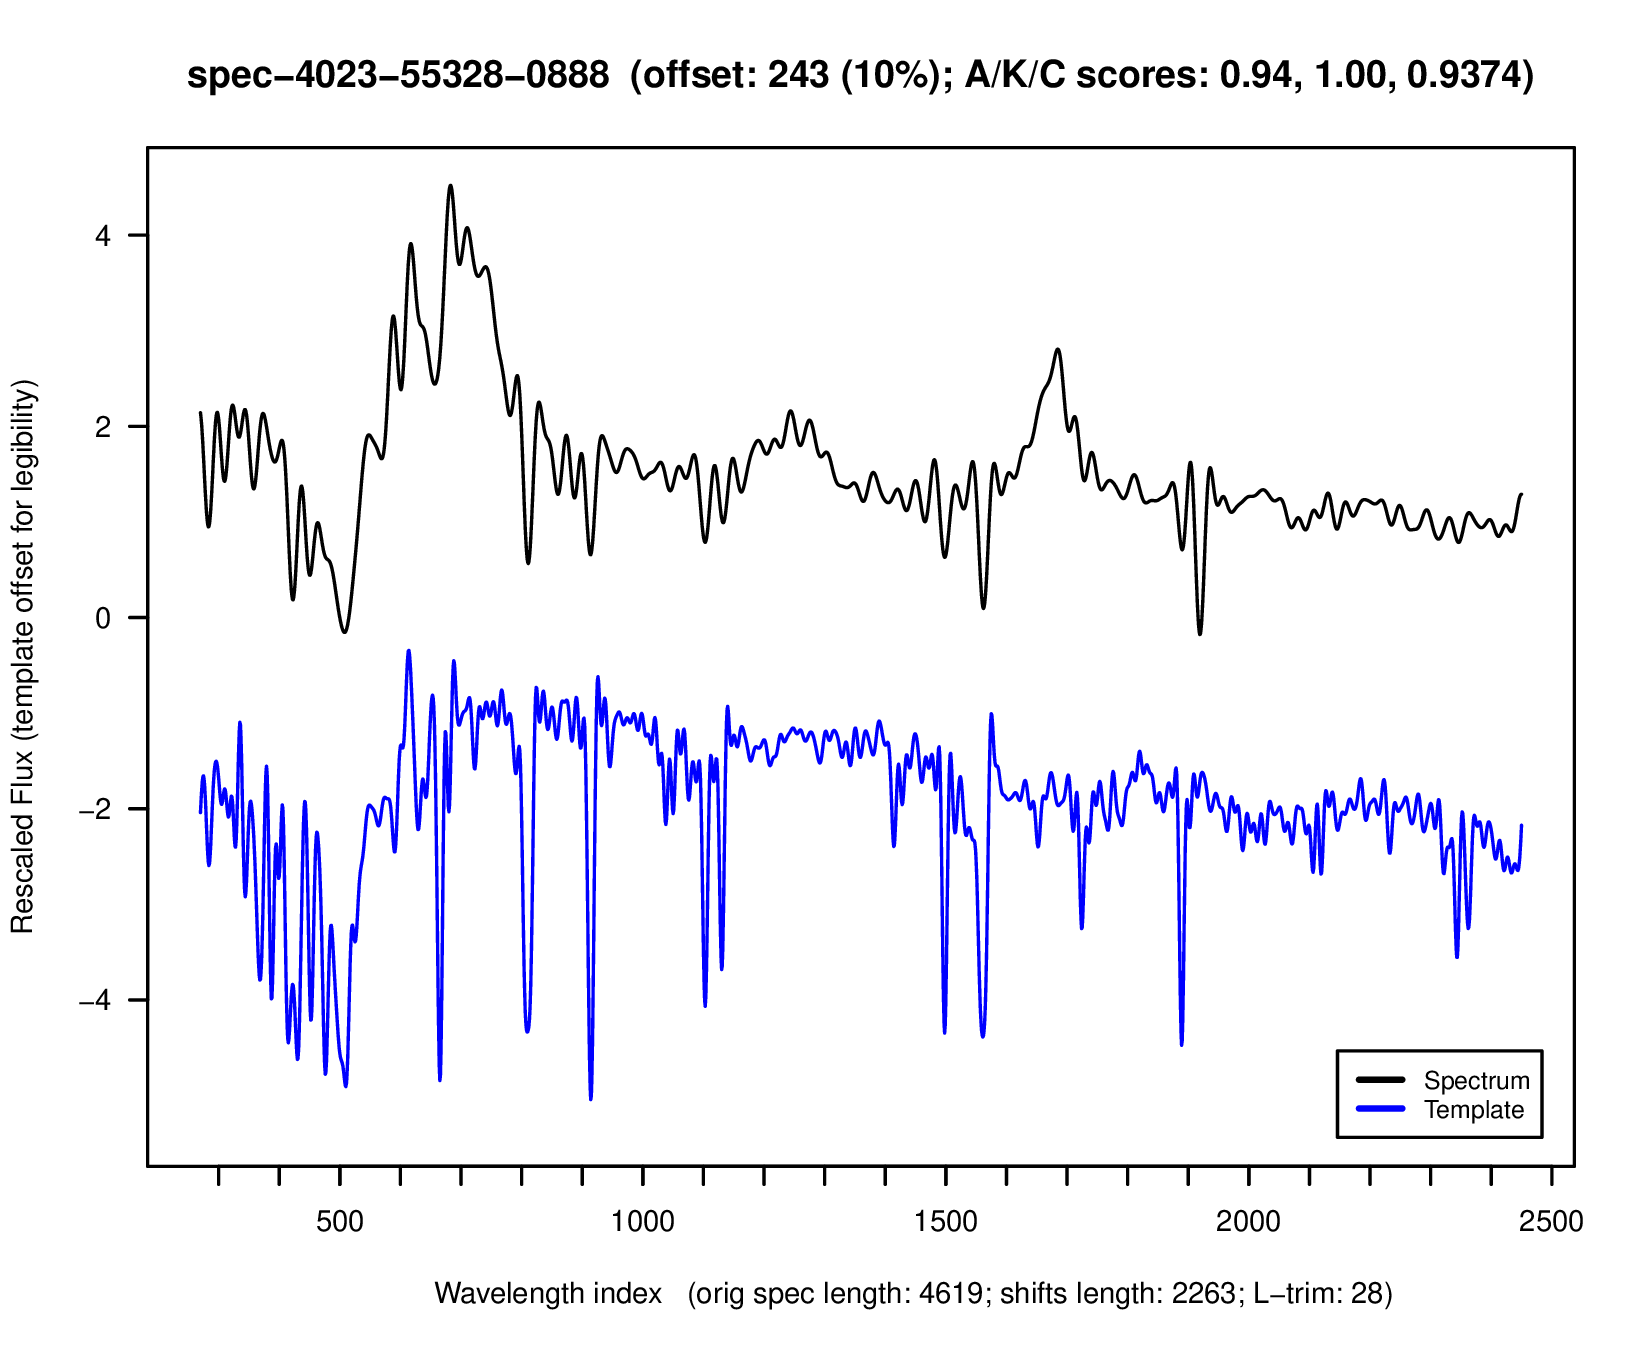 spec−4023−55328−0888 (offset: 243 (10%); A/K/C scores: 0.94, 1.00, 0.9374)
Rescaled Flux (template offset for legibility)
4
2
0
−2
−4
Spectrum
Template
500 1000 1500 2000 2500
Wavelength index (orig spec length: 4619; shifts length: 2263; L−trim: 28)